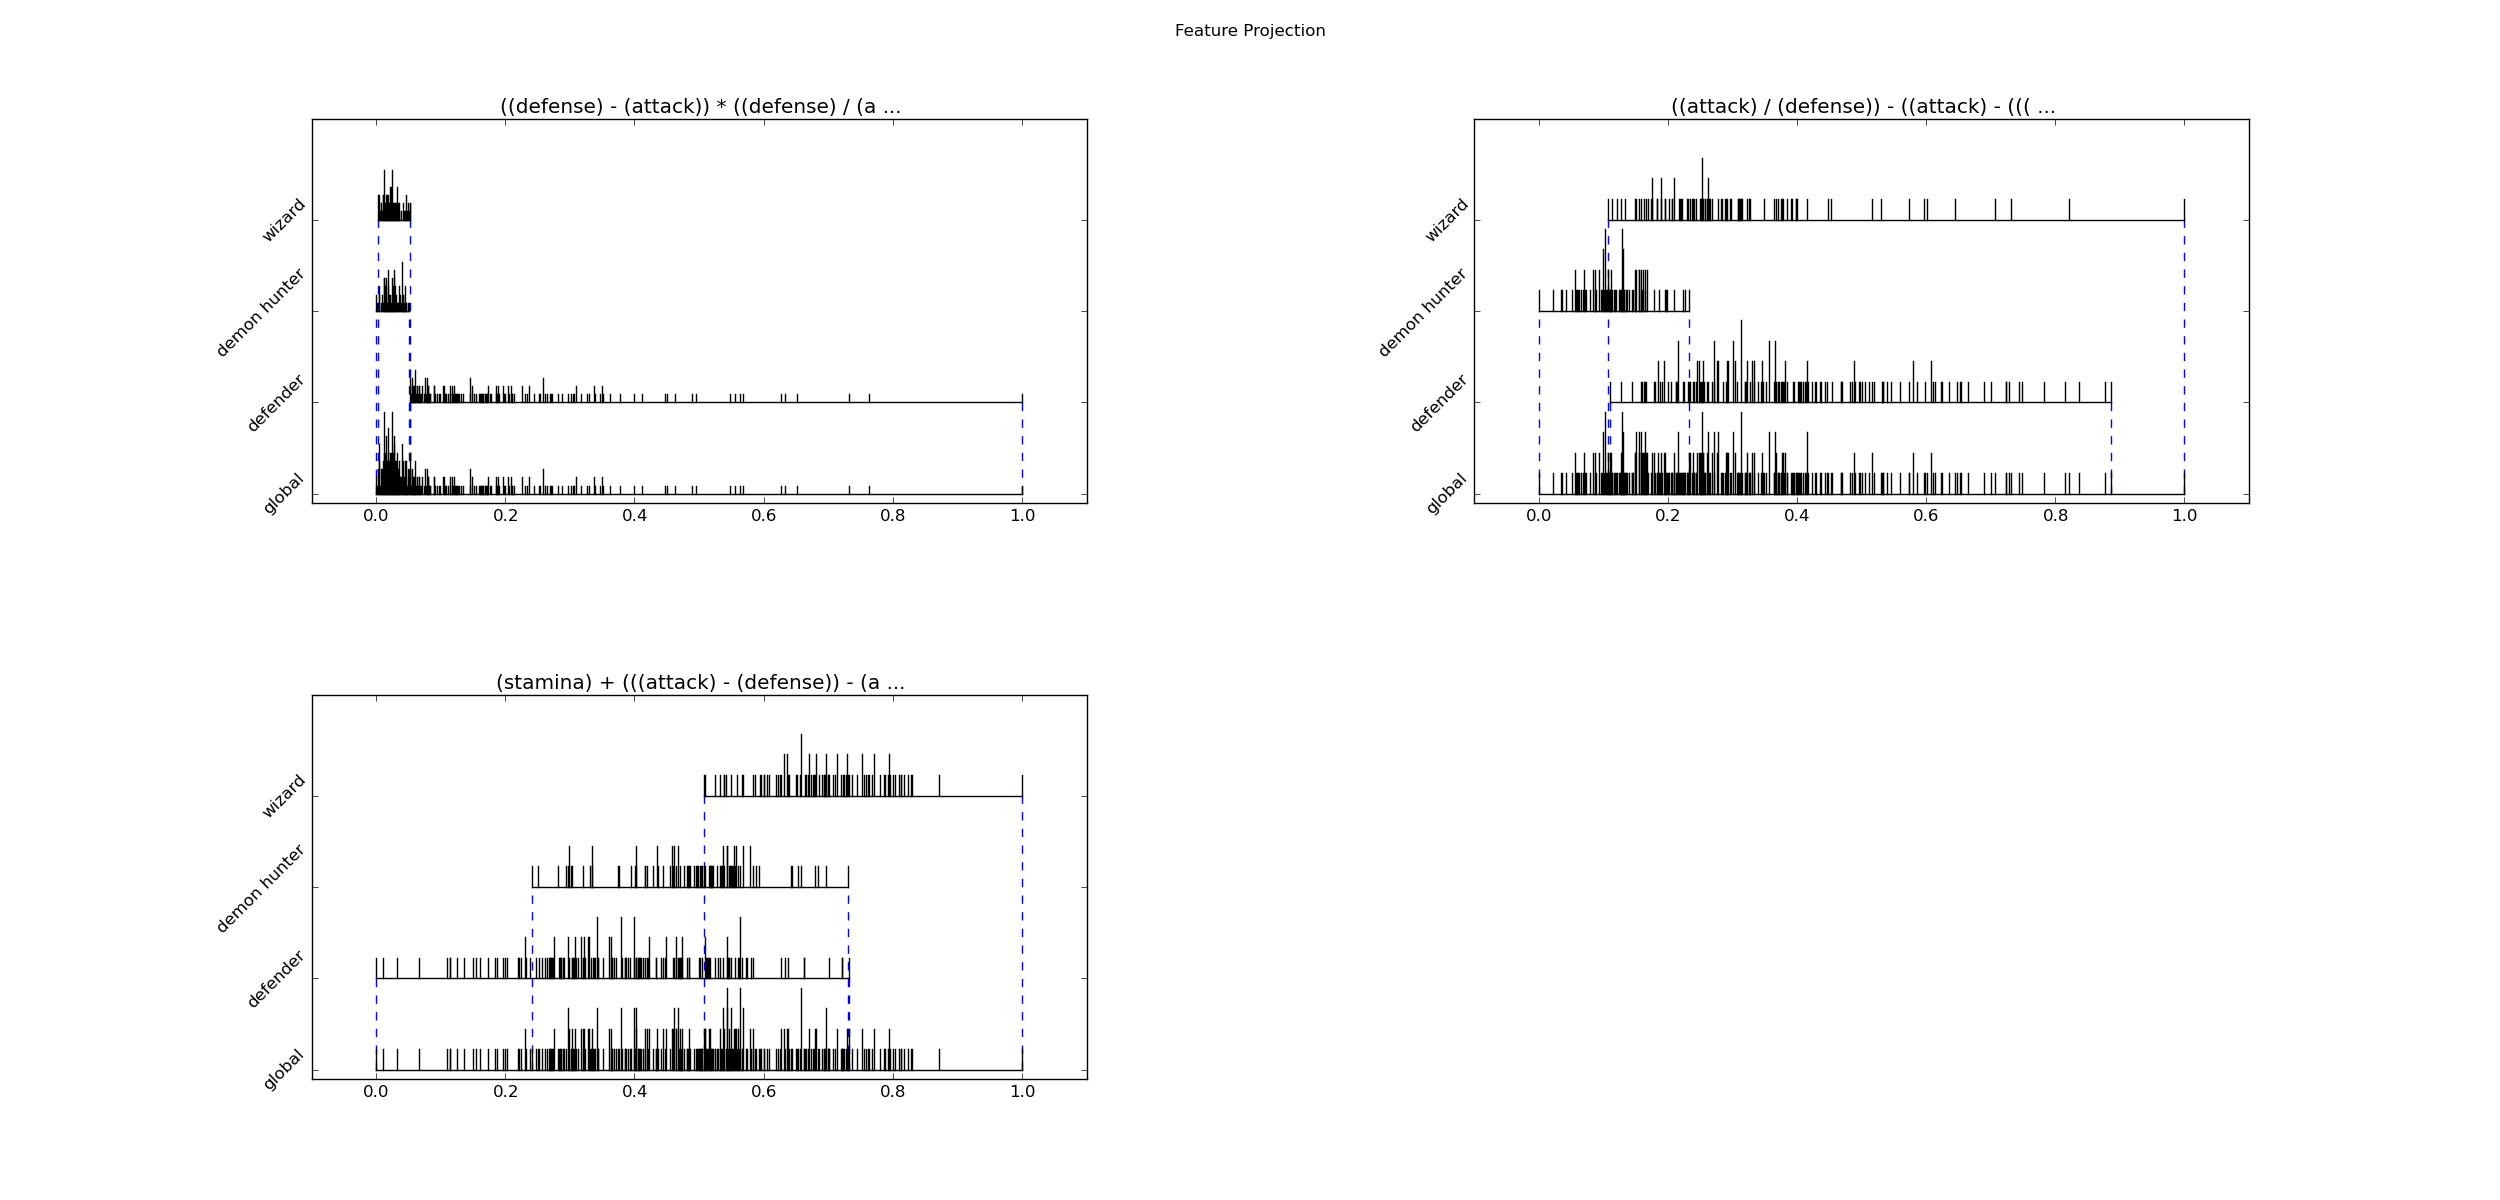 Feature Projection
((defense) - (attack)) * ((defense) / (a ...
wizard
demon hunter
defender
global
0.0 0.2 0.4 0.6 0.8 1.0
((attack) / (defense)) - ((attack) - ((( ...
wizard
demon hunter
defender
global
0.0 0.2 0.4 0.6 0.8 1.0
(stamina) + (((attack) - (defense)) - (a ...
wizard
demon hunter
defender
global
0.0 0.2 0.4 0.6 0.8 1.0